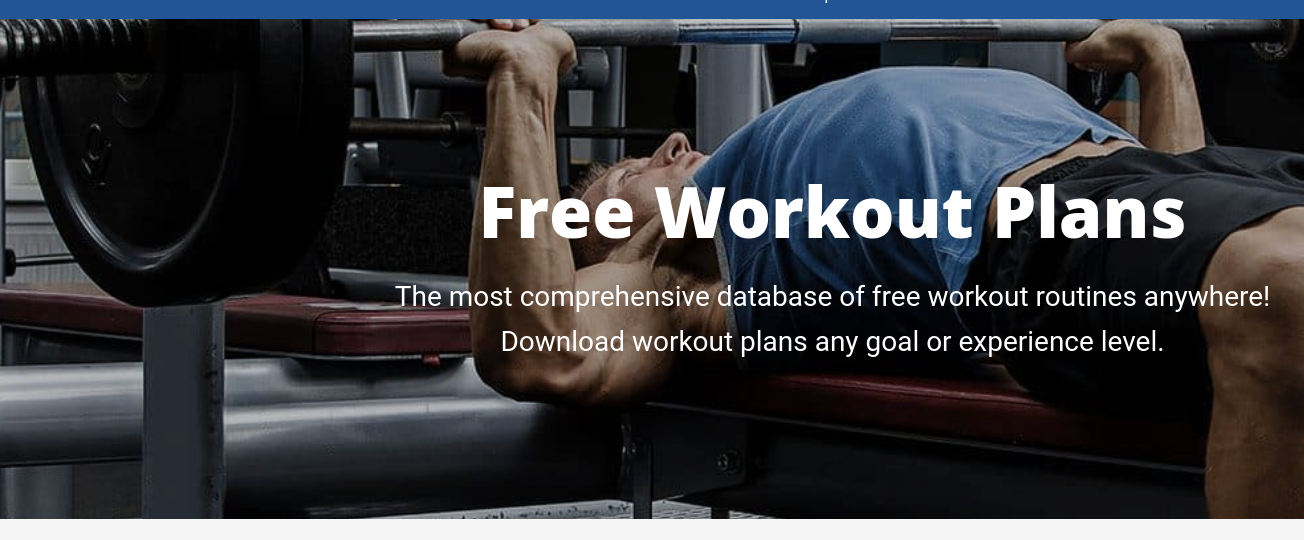 Free Workout Plans
The most comprehensive database of free workout routines anywhere!
Download workout plans any goal or experience level.